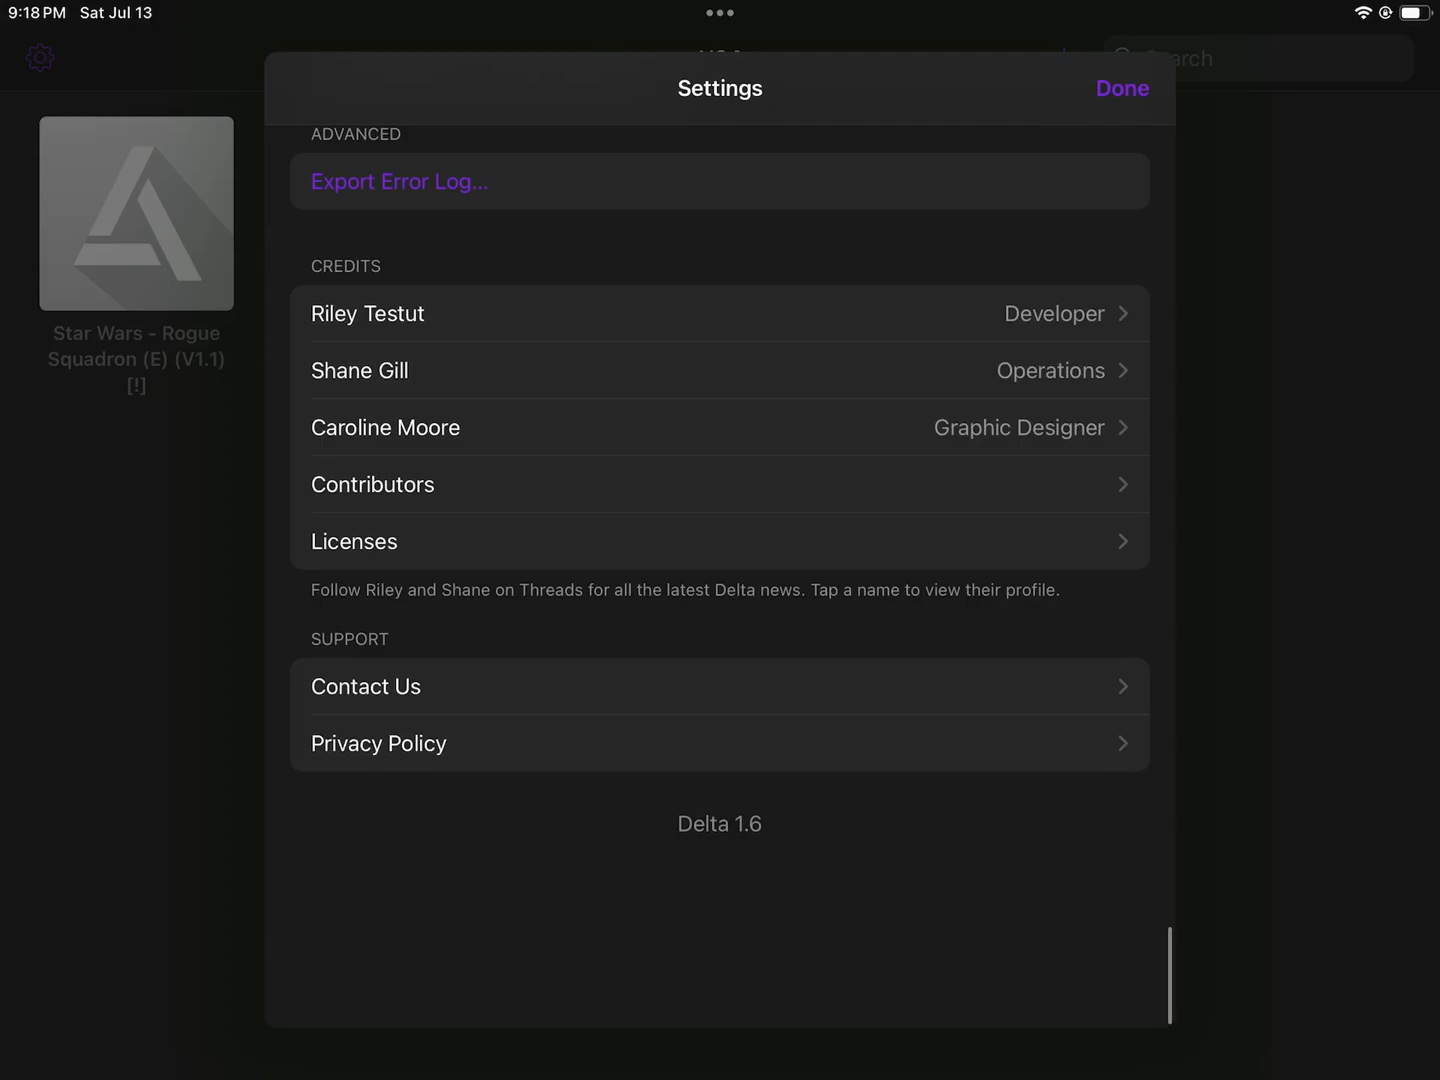 9:18 PM Sat Jul 13
Settings
Done
ADVANCED
Export Error Log...
CREDITS
Riley Testut Developer
Shane Gill Operations
Caroline Moore Graphic Designer
Contributors
Licenses
Follow Riley and Shane on Threads for all the latest Delta news. Tap a name to view their profile.
SUPPORT
Contact Us
Privacy Policy
Delta 1.6
Star Wars - Rogue
Squadron (E) (V1.1)
[!]